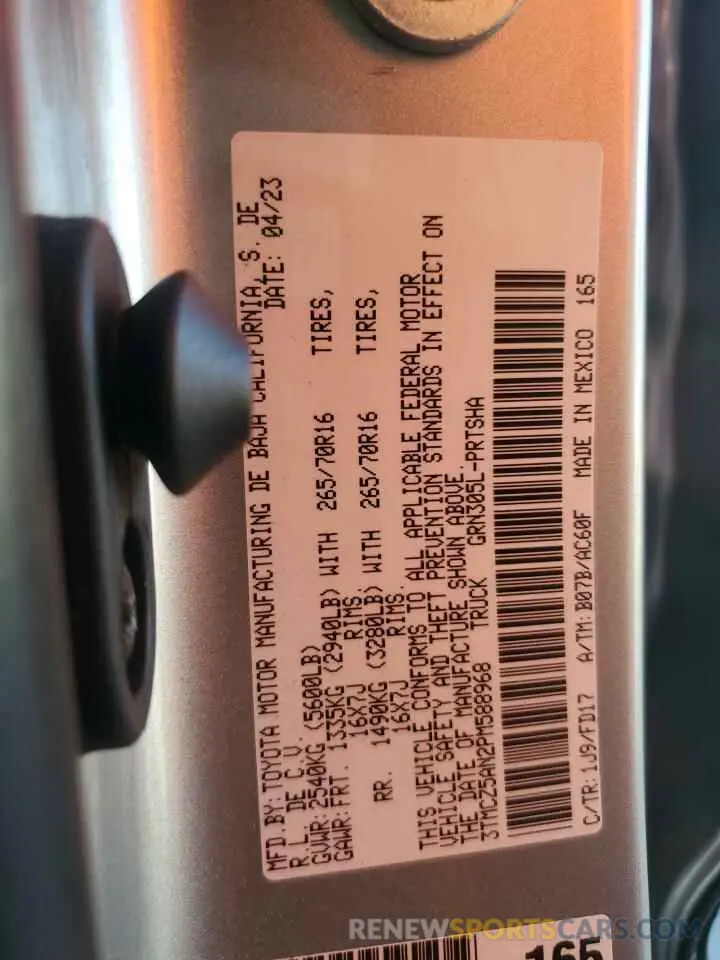 MFD.BY:TOYOTA MOTOR MANUFACTURING DE BAJA CALIFORNIA, S. DE
R.L. DE C.V. DATE: 04/23
GVWR:2540KG (5600LB)
GAWR:FRT. 1335KG (2940LB) WITH 265/70R16 TIRES,
16X7J RIMS,
RR. 1490KG (3280LB) WITH 265/70R16 TIRES,
16X7J RIMS.
THIS VEHICLE CONFORMS TO ALL APPLICABLE FEDERAL MOTOR
VEHICLE SAFETY AND THEFT PREVENTION STANDARDS IN EFFECT ON
THE DATE OF MANUFACTURE SHOWN ABOVE.
3TMCZ5AN2PM588968 TRUCK GRN305L-PRTSHA
C/TR:1J9/FD17 A/TM:B07B/AC60F MADE IN MEXICO 165
165
RENEWSPORTSCARS.COM